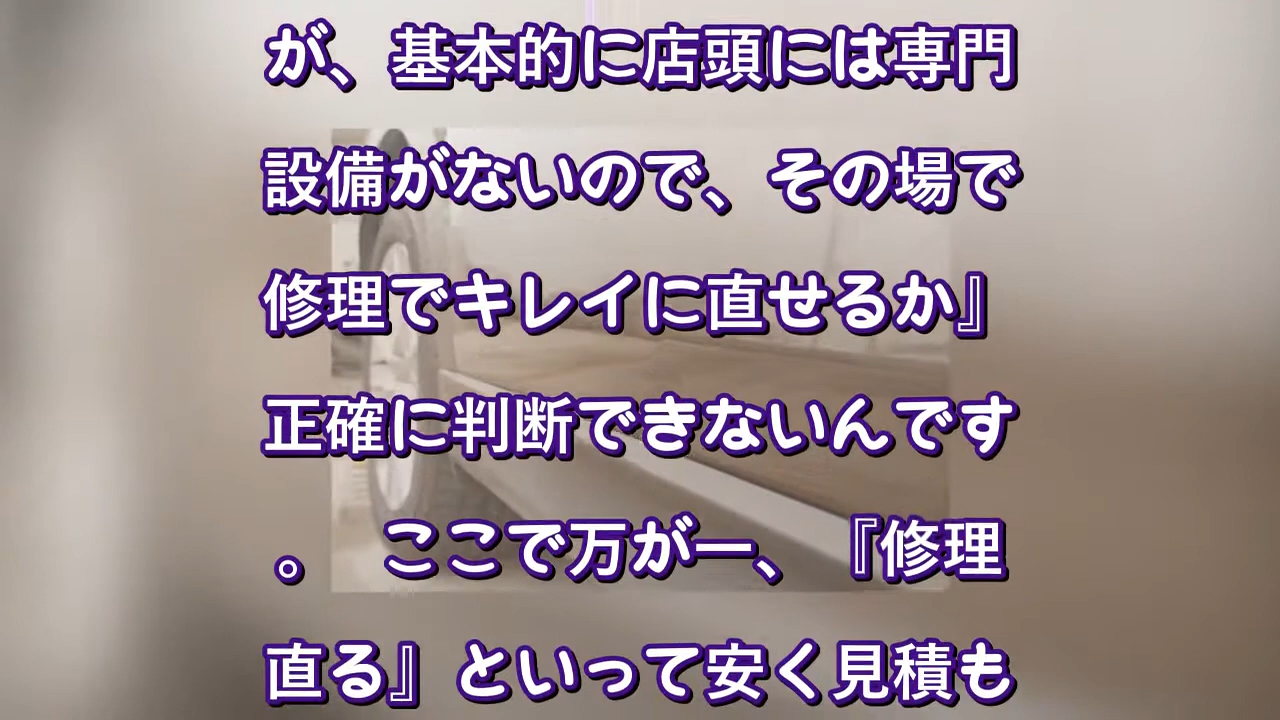 が、基本的に店頭には専門
設備がないので、その場で
修理でキレイに直せるか』
正確に判断できないんです
。　ここで万が一、『修理
直る』といって安く見積も